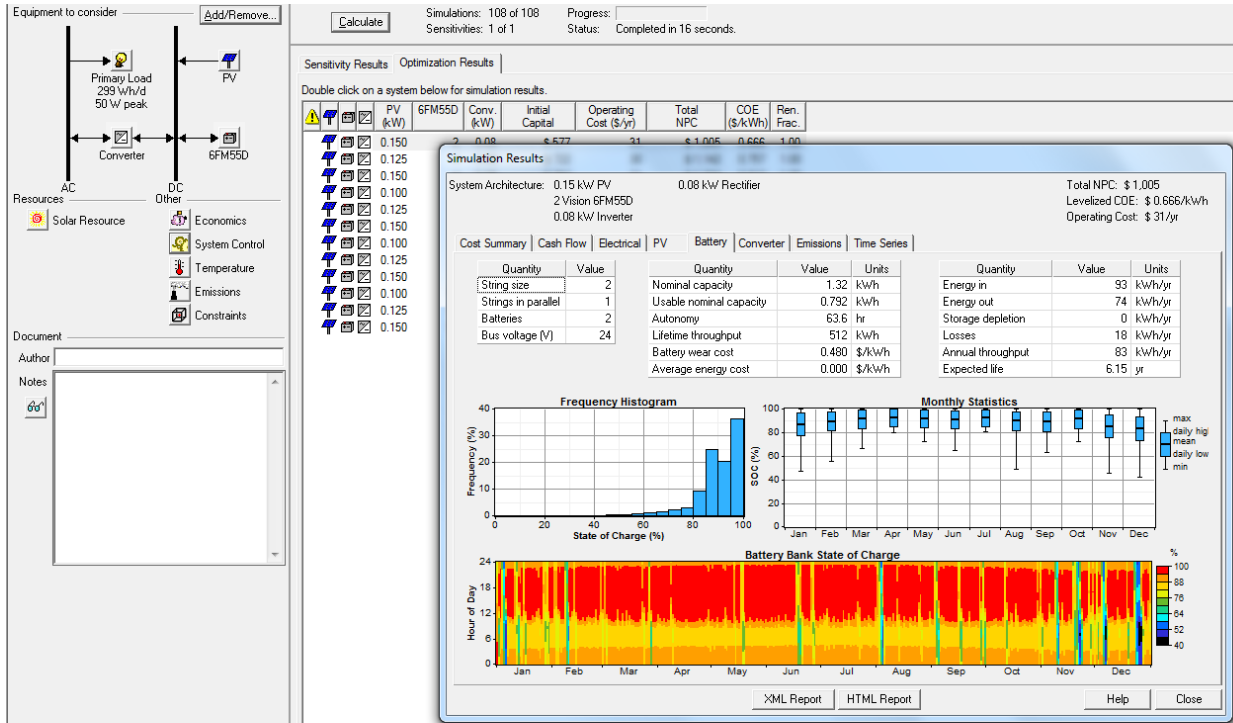 Equipment to consider
Add/Remove...
Primary Load
299 Wh/d
50 W peak
PV
Converter
6FM55D
AC DC
Resources Other
Solar Resource
Economics
System Control
Temperature
Emissions
Constraints
Document
Author
Notes
Calculate
Simulations: 108 of 108 Progress:
Sensitivities: 1 of 1 Status: Completed in 16 seconds.
Sensitivity Results Optimization Results
Double click on a system below for simulation results.
PV (kW) 6FM55D Conv. (kW) Initial Capital Operating Cost ($/yr) Total NPC COE ($/kWh) Ren. Frac.
0.150 2 0.08 $ 577 31 $ 1,005 0.666 1.00
0.125
0.150
0.100
0.125
0.150
0.100
0.125
0.150
0.100
0.125
0.150
Simulation Results
System Architecture: 0.15 kW PV 0.08 kW Rectifier
2 Vision 6FM55D
0.08 kW Inverter
Total NPC: $ 1,005
Levelized COE: $ 0.666/kWh
Operating Cost: $ 31/yr
Cost Summary Cash Flow Electrical PV Battery Converter Emissions Time Series
Quantity Value
String size 2
Strings in parallel 1
Batteries 2
Bus voltage (V) 24
Quantity Value Units
Nominal capacity 1.32 kWh
Usable nominal capacity 0.792 kWh
Autonomy 63.6 hr
Lifetime throughput 512 kWh
Battery wear cost 0.480 $/kWh
Average energy cost 0.000 $/kWh
Quantity Value Units
Energy in 93 kWh/yr
Energy out 74 kWh/yr
Storage depletion 0 kWh/yr
Losses 18 kWh/yr
Annual throughput 83 kWh/yr
Expected life 6.15 yr
Frequency Histogram
Frequency (%)
40
30
20
10
0
0 20 40 60 80 100
State of Charge (%)
Monthly Statistics
SOC (%)
100
80
60
40
20
0
Jan Feb Mar Apr May Jun Jul Aug Sep Oct Nov Dec
max
daily hig
mean
daily low
min
Battery Bank State of Charge
Hour of Day
24
18
12
6
0
Jan Feb Mar Apr May Jun Jul Aug Sep Oct Nov Dec
%
100
88
76
64
52
40
XML Report HTML Report Help Close